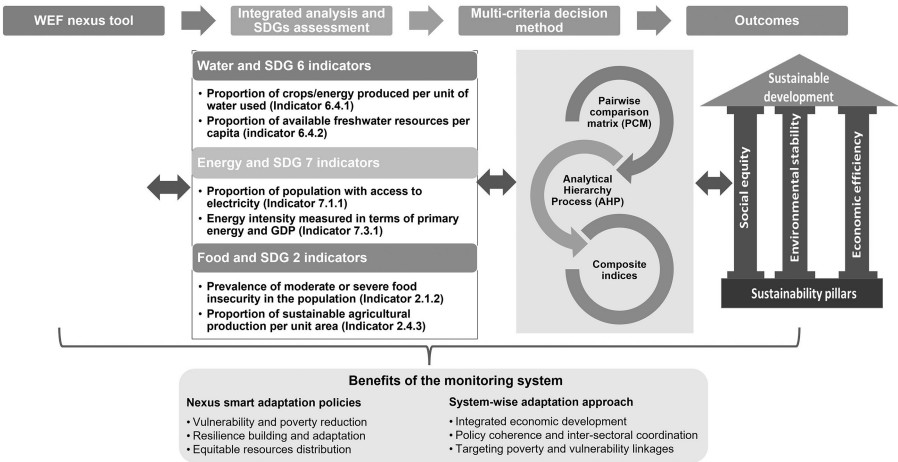 WEF nexus tool
Integrated analysis and
SDGs assessment
Multi-criteria decision
method
Outcomes
Water and SDG 6 indicators
• Proportion of crops/energy produced per unit of
water used (Indicator 6.4.1)
• Proportion of available freshwater resources per
capita (indicator 6.4.2)
Energy and SDG 7 indicators
• Proportion of population with access to
electricity (Indicator 7.1.1)
• Energy intensity measured in terms of primary
energy and GDP (Indicator 7.3.1)
Food and SDG 2 indicators
• Prevalence of moderate or severe food
insecurity in the population (Indicator 2.1.2)
• Proportion of sustainable agricultural
production per unit area (Indicator 2.4.3)
Pairwise
comparison
matrix (PCM)
Analytical
Hierarchy
Process (AHP)
Composite
indices
Sustainable
development
Social equity
Environmental stability
Economic efficiency
Sustainability pillars
Benefits of the monitoring system
Nexus smart adaptation policies
• Vulnerability and poverty reduction
• Resilience building and adaptation
• Equitable resources distribution
System-wise adaptation approach
• Integrated economic development
• Policy coherence and inter-sectoral coordination
• Targeting poverty and vulnerability linkages